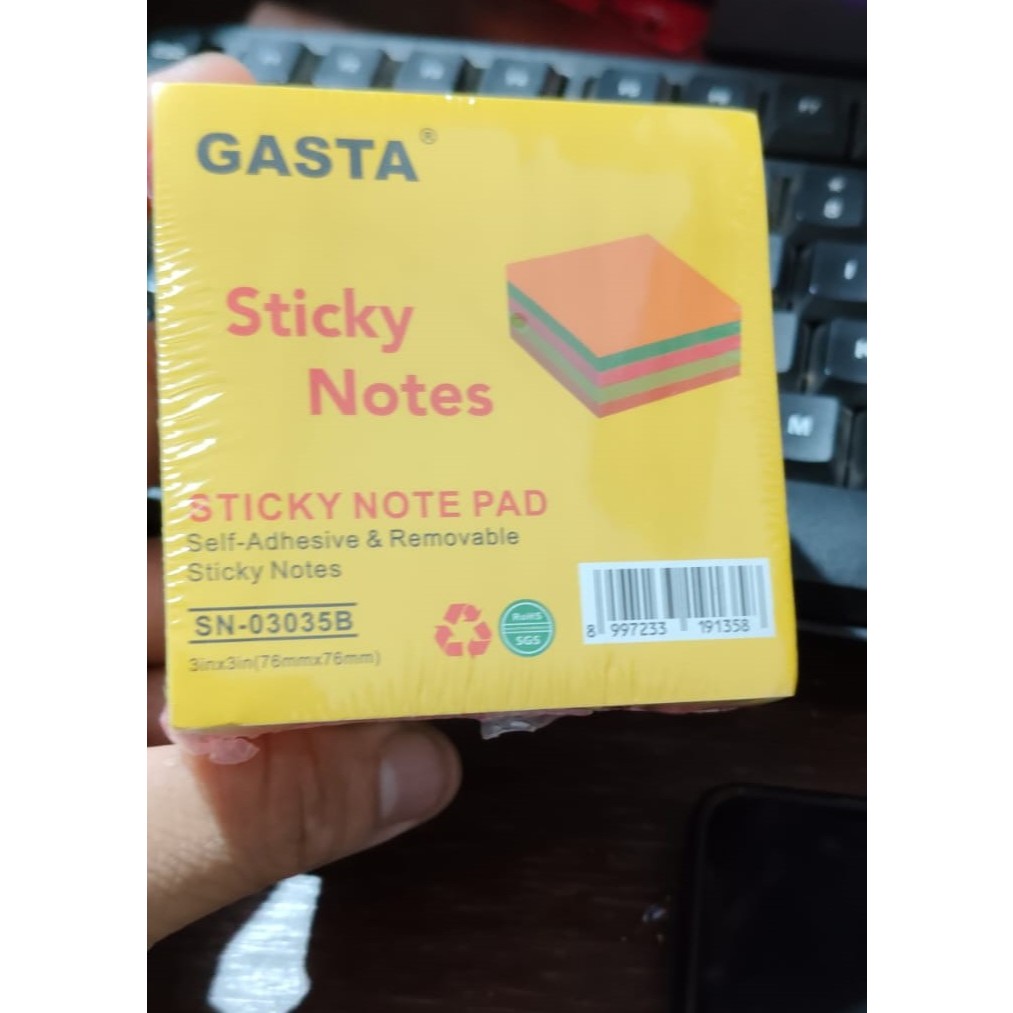 GASTA®
Sticky
Notes
STICKY NOTE PAD
Self-Adhesive & Removable
Sticky Notes
SN-03035B
3inx3in(76mmx76mm)
RoHS
SGS
8 997233 191358
M